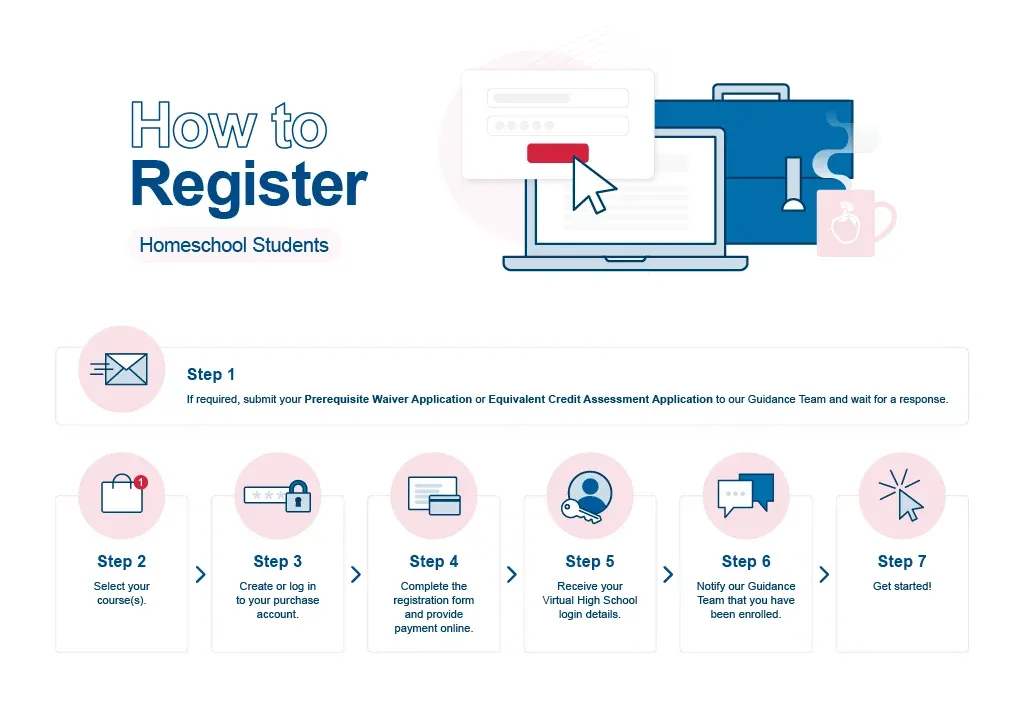 How to
Register
Homeschool Students
Step 1
If required, submit your Prerequisite Waiver Application or Equivalent Credit Assessment Application to our Guidance Team and wait for a response.
1
Step 2
Select your
course(s).
***
Step 3
Create or log in
to your purchase
account.
Step 4
Complete the
registration form
and provide
payment online.
Step 5
Receive your
Virtual High School
login details.
Step 6
Notify our Guidance
Team that you have
been enrolled.
Step 7
Get started!